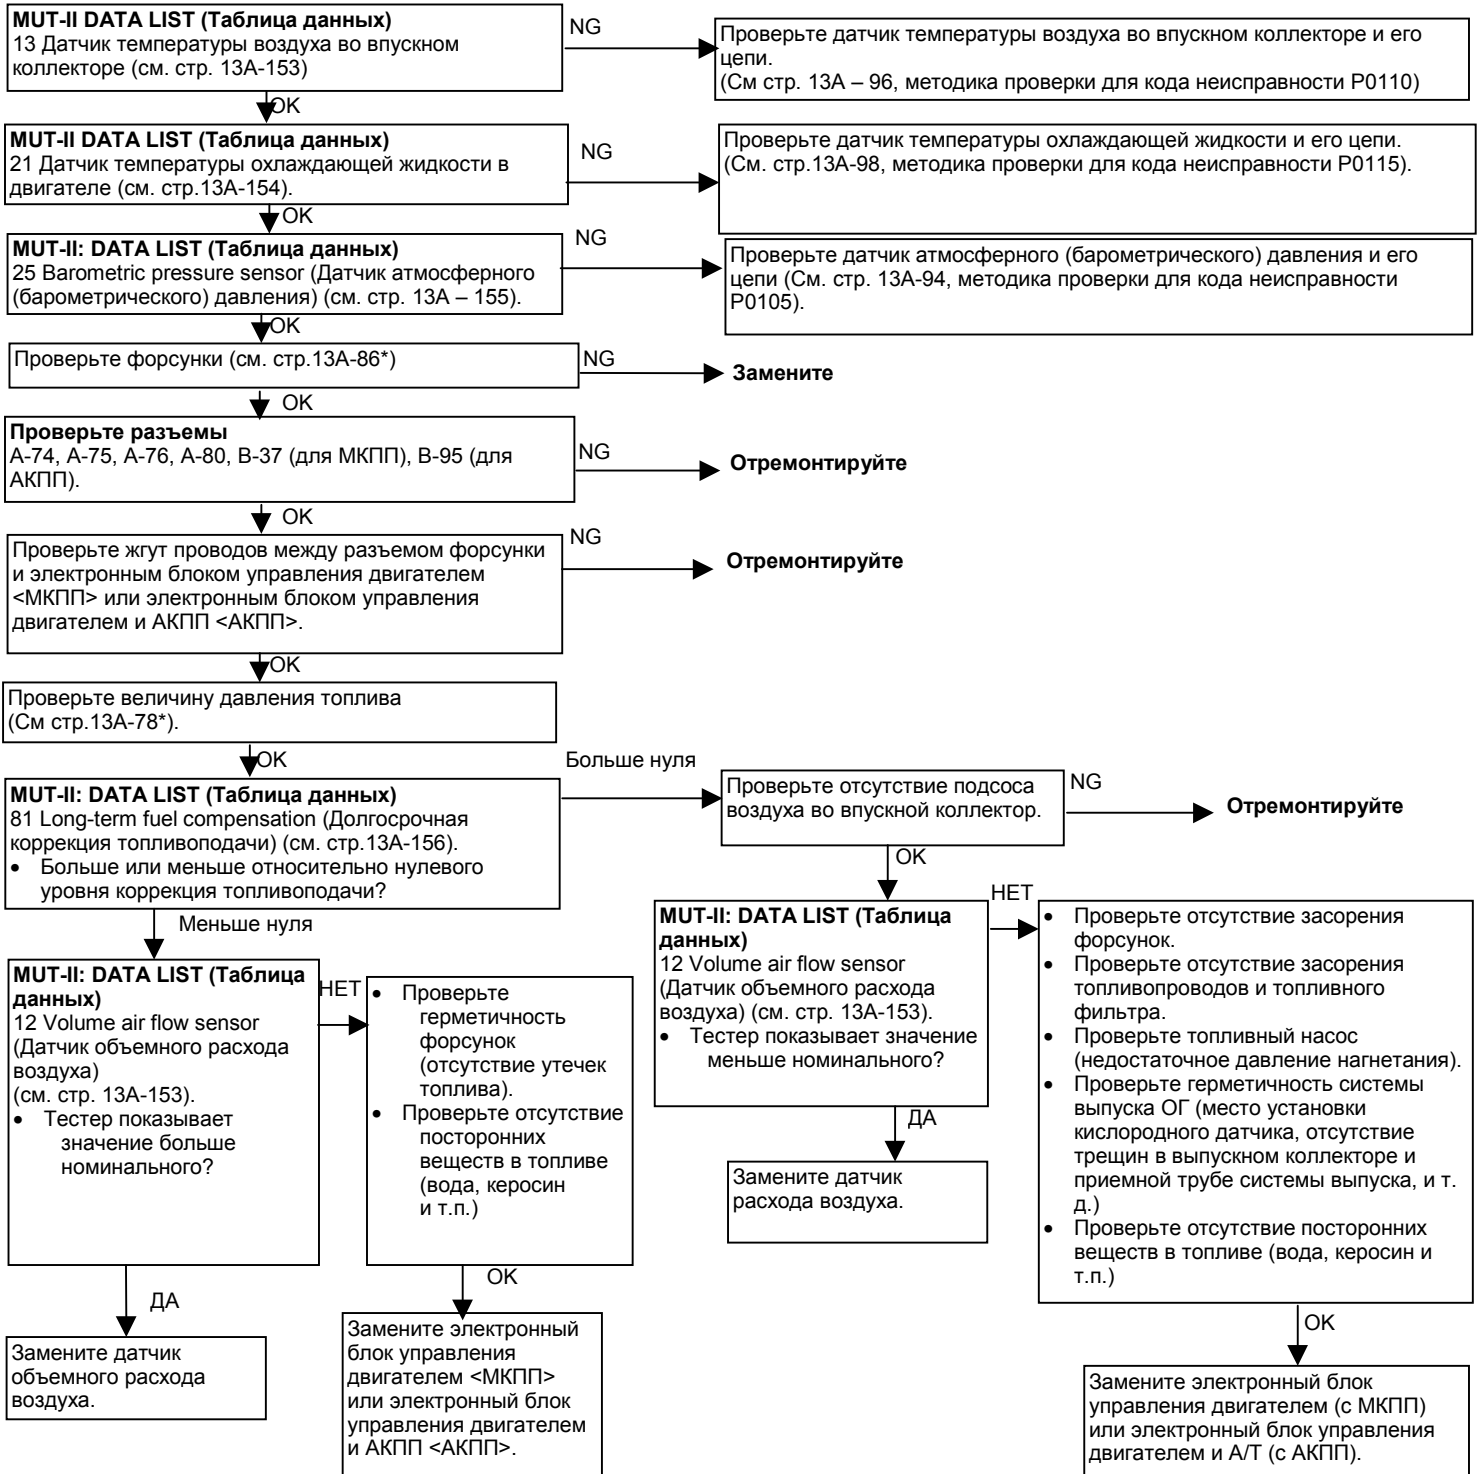 MUT-II DATA LIST (Таблица данных)
13 Датчик температуры воздуха во впускном
коллекторе (см. стр. 13А-153)
NG
Проверьте датчик температуры воздуха во впускном коллекторе и его
цепи.
(См стр. 13А – 96, методика проверки для кода неисправности Р0110)
OK
MUT-II DATA LIST (Таблица данных)
21 Датчик температуры охлаждающей жидкости в
двигателе (см. стр.13А-154).
NG
Проверьте датчик температуры охлаждающей жидкости и его цепи.
(См. стр.13А-98, методика проверки для кода неисправности Р0115).
OK
MUT-II: DATA LIST (Таблица данных)
25 Barometric pressure sensor (Датчик атмосферного
(барометрического) давления) (см. стр. 13А – 155).
NG
Проверьте датчик атмосферного (барометрического) давления и его
цепи (См. стр. 13А-94, методика проверки для кода неисправности
Р0105).
OK
Проверьте форсунки (см. стр.13А-86*)
NG
Замените
OK
Проверьте разъемы
А-74, А-75, А-76, А-80, В-37 (для МКПП), В-95 (для
АКПП).
NG
Отремонтируйте
OK
Проверьте жгут проводов между разъемом форсунки
и электронным блоком управления двигателем
<МКПП> или электронным блоком управления
двигателем и АКПП <АКПП>.
NG
Отремонтируйте
OK
Проверьте величину давления топлива
(См стр.13А-78*).
OK
MUT-II: DATA LIST (Таблица данных)
81 Long-term fuel compensation (Долгосрочная
коррекция топливоподачи) (см. стр.13А-156).
• Больше или меньше относительно нулевого
уровня коррекция топливоподачи?
Больше нуля
Проверьте отсутствие подсоса
воздуха во впускной коллектор.
NG
Отремонтируйте
OK
Меньше нуля
MUT-II: DATA LIST (Таблица
данных)
12 Volume air flow sensor
(Датчик объемного расхода
воздуха)
(см. стр. 13А-153).
• Тестер показывает
значение больше
номинального?
НЕТ
• Проверьте
герметичность
форсунок
(отсутствие утечек
топлива).
• Проверьте отсутствие
посторонних
веществ в топливе
(вода, керосин
и т.п.)
MUT-II: DATA LIST (Таблица
данных)
12 Volume air flow sensor
(Датчик объемного расхода
воздуха) (см. стр. 13А-153).
• Тестер показывает значение
меньше номинального?
НЕТ
• Проверьте отсутствие засорения
форсунок.
• Проверьте отсутствие засорения
топливопроводов и топливного
фильтра.
• Проверьте топливный насос
(недостаточное давление нагнетания).
• Проверьте герметичность системы
выпуска ОГ (место установки
кислородного датчика, отсутствие
трещин в выпускном коллекторе и
приемной трубе системы выпуска, и т.
д.)
• Проверьте отсутствие посторонних
веществ в топливе (вода, керосин и
т.п.)
ДА
Замените датчик
расхода воздуха.
ДА
Замените датчик
объемного расхода
воздуха.
OK
Замените электронный
блок управления
двигателем <МКПП>
или электронный блок
управления двигателем
и АКПП <АКПП>.
OK
Замените электронный блок
управления двигателем (с МКПП)
или электронный блок управления
двигателем и А/Т (с АКПП).